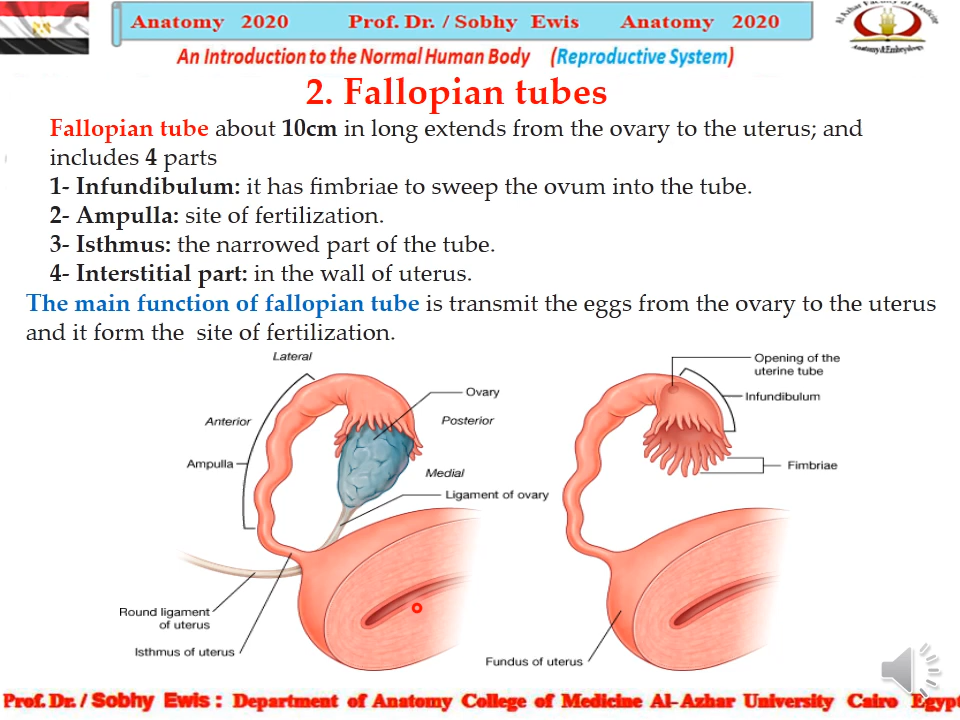 Anatomy 2020 Prof. Dr. / Sobhy Ewis Anatomy 2020
Al Azhar Faculty of Medicine
Anatomy & Embryology
An Introduction to the Normal Human Body (Reproductive System)
2. Fallopian tubes
Fallopian tube about 10cm in long extends from the ovary to the uterus; and
includes 4 parts
1- Infundibulum: it has fimbriae to sweep the ovum into the tube.
2- Ampulla: site of fertilization.
3- Isthmus: the narrowed part of the tube.
4- Interstitial part: in the wall of uterus.
The main function of fallopian tube is transmit the eggs from the ovary to the uterus
and it form the site of fertilization.
Lateral
Ovary
Anterior
Posterior
Ampulla
Medial
Ligament of ovary
Round ligament
of uterus
Isthmus of uterus
Opening of the
uterine tube
Infundibulum
Fimbriae
Fundus of uterus
Prof. Dr. / Sobhy Ewis : Department of Anatomy College of Medicine Al-Azhar University Cairo Egypt